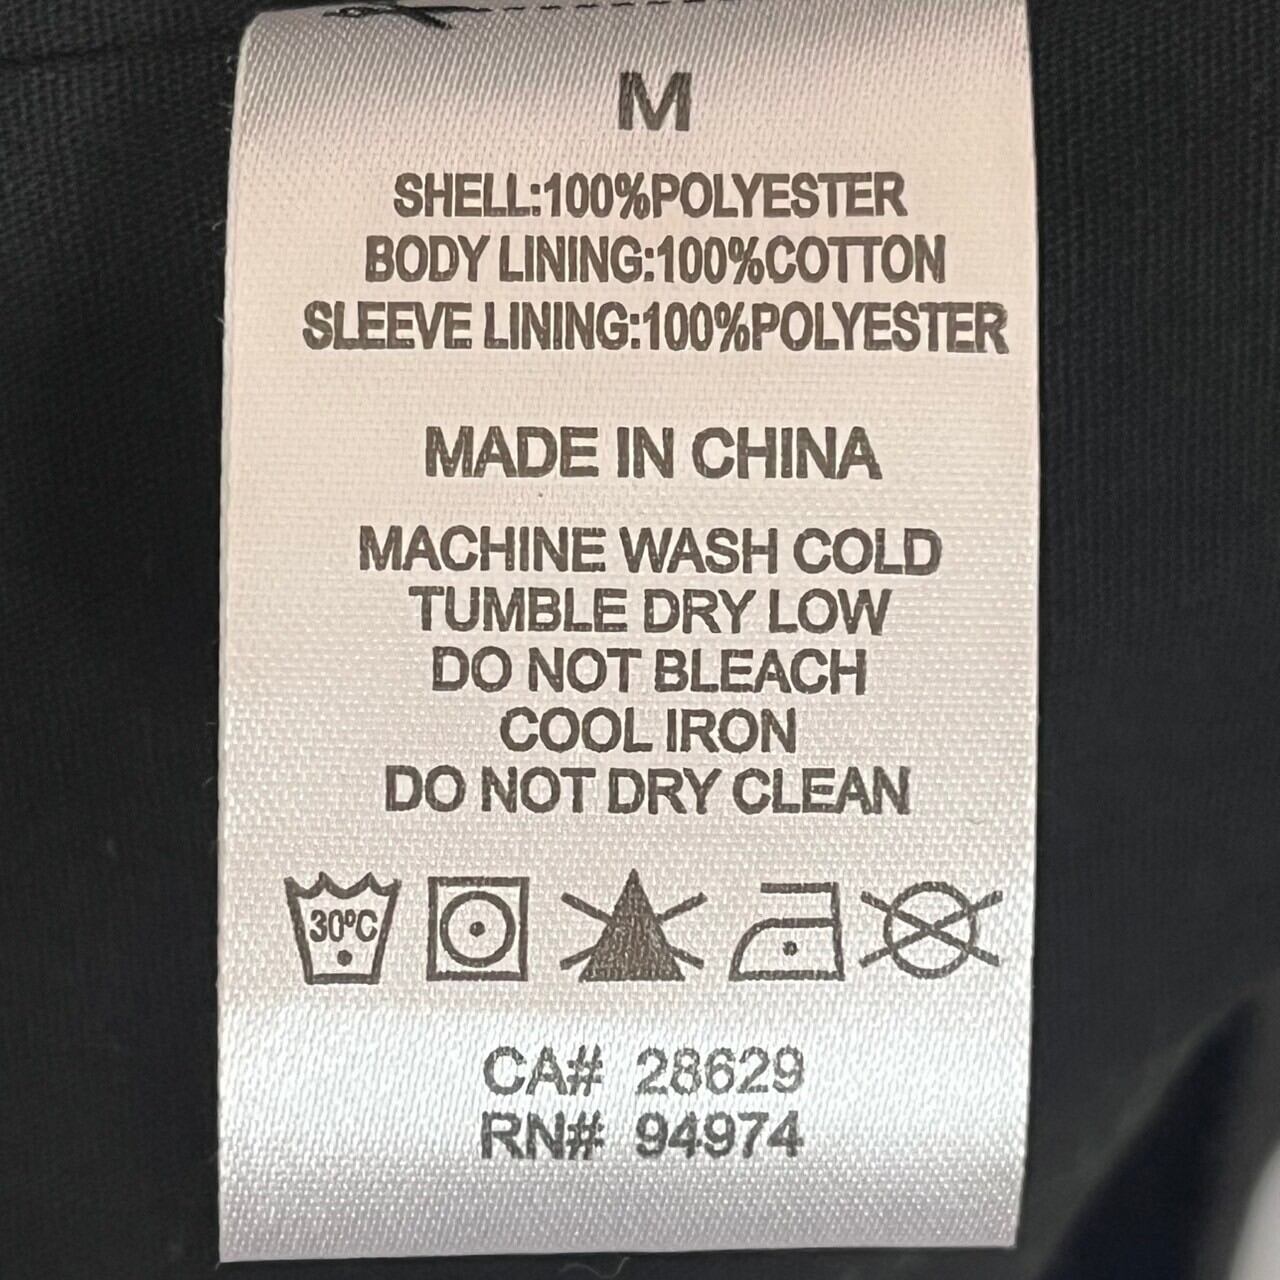 M
SHELL:100%POLYESTER
BODY LINING:100%COTTON
SLEEVE LINING:100%POLYESTER
MADE IN CHINA
MACHINE WASH COLD
TUMBLE DRY LOW
DO NOT BLEACH
COOL IRON
DO NOT DRY CLEAN
30ºC
CA# 28629
RN# 94974